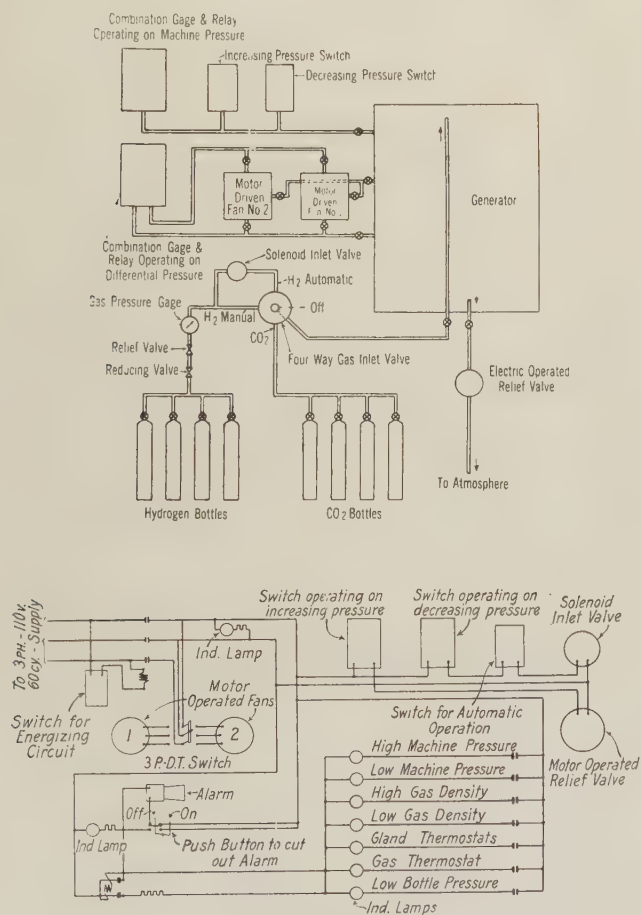 Combination Gage & Relay
Operating on Machine Pressure
Increasing Pressure Switch
Decreasing Pressure Switch
Motor
Driven
Fan No 2
Motor
Driven
Fan No.
Generator
Combination Gage &
Relay Operating on
Differential Pressure
Solenoid Inlet Valve
H2 Automatic
Gas Pressure Gage
H2 Manual
Off
CO2
Four Way Gas Inlet Valve
Relief Valve
Reducing Valve
Electric Operated
Relief Valve
To Atmosphere
Hydrogen Bottles
CO2 Bottles
To 3 PH.-110v.
60cy.-Supply
Ind. Lamp
Switch operating on
increasing pressure
Switch operating on
decreasing pressure
Solenoid
Inlet Valve
Switch for
Energizing
Circuit
Motor
Operated Fans
1
2
3P.-D.T. Switch
Switch for Automatic
Operation
Motor Operated
Relief Valve
High Machine Pressure
Low Machine Pressure
High Gas Density
Low Gas Density
Gland Thermostats
Gas Thermostat
Low Bottle Pressure
Ind. Lamps
Alarm
Off
On
Ind Lamp
Push Button to cut
out Alarm